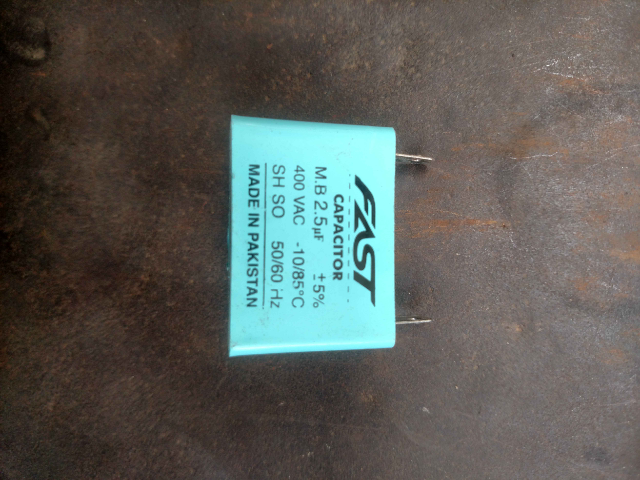 FAST
CAPACITOR
M.B 2.5µF ±5%
400 VAC -10/85°C
SH SO 50/60 Hz
MADE IN PAKISTAN